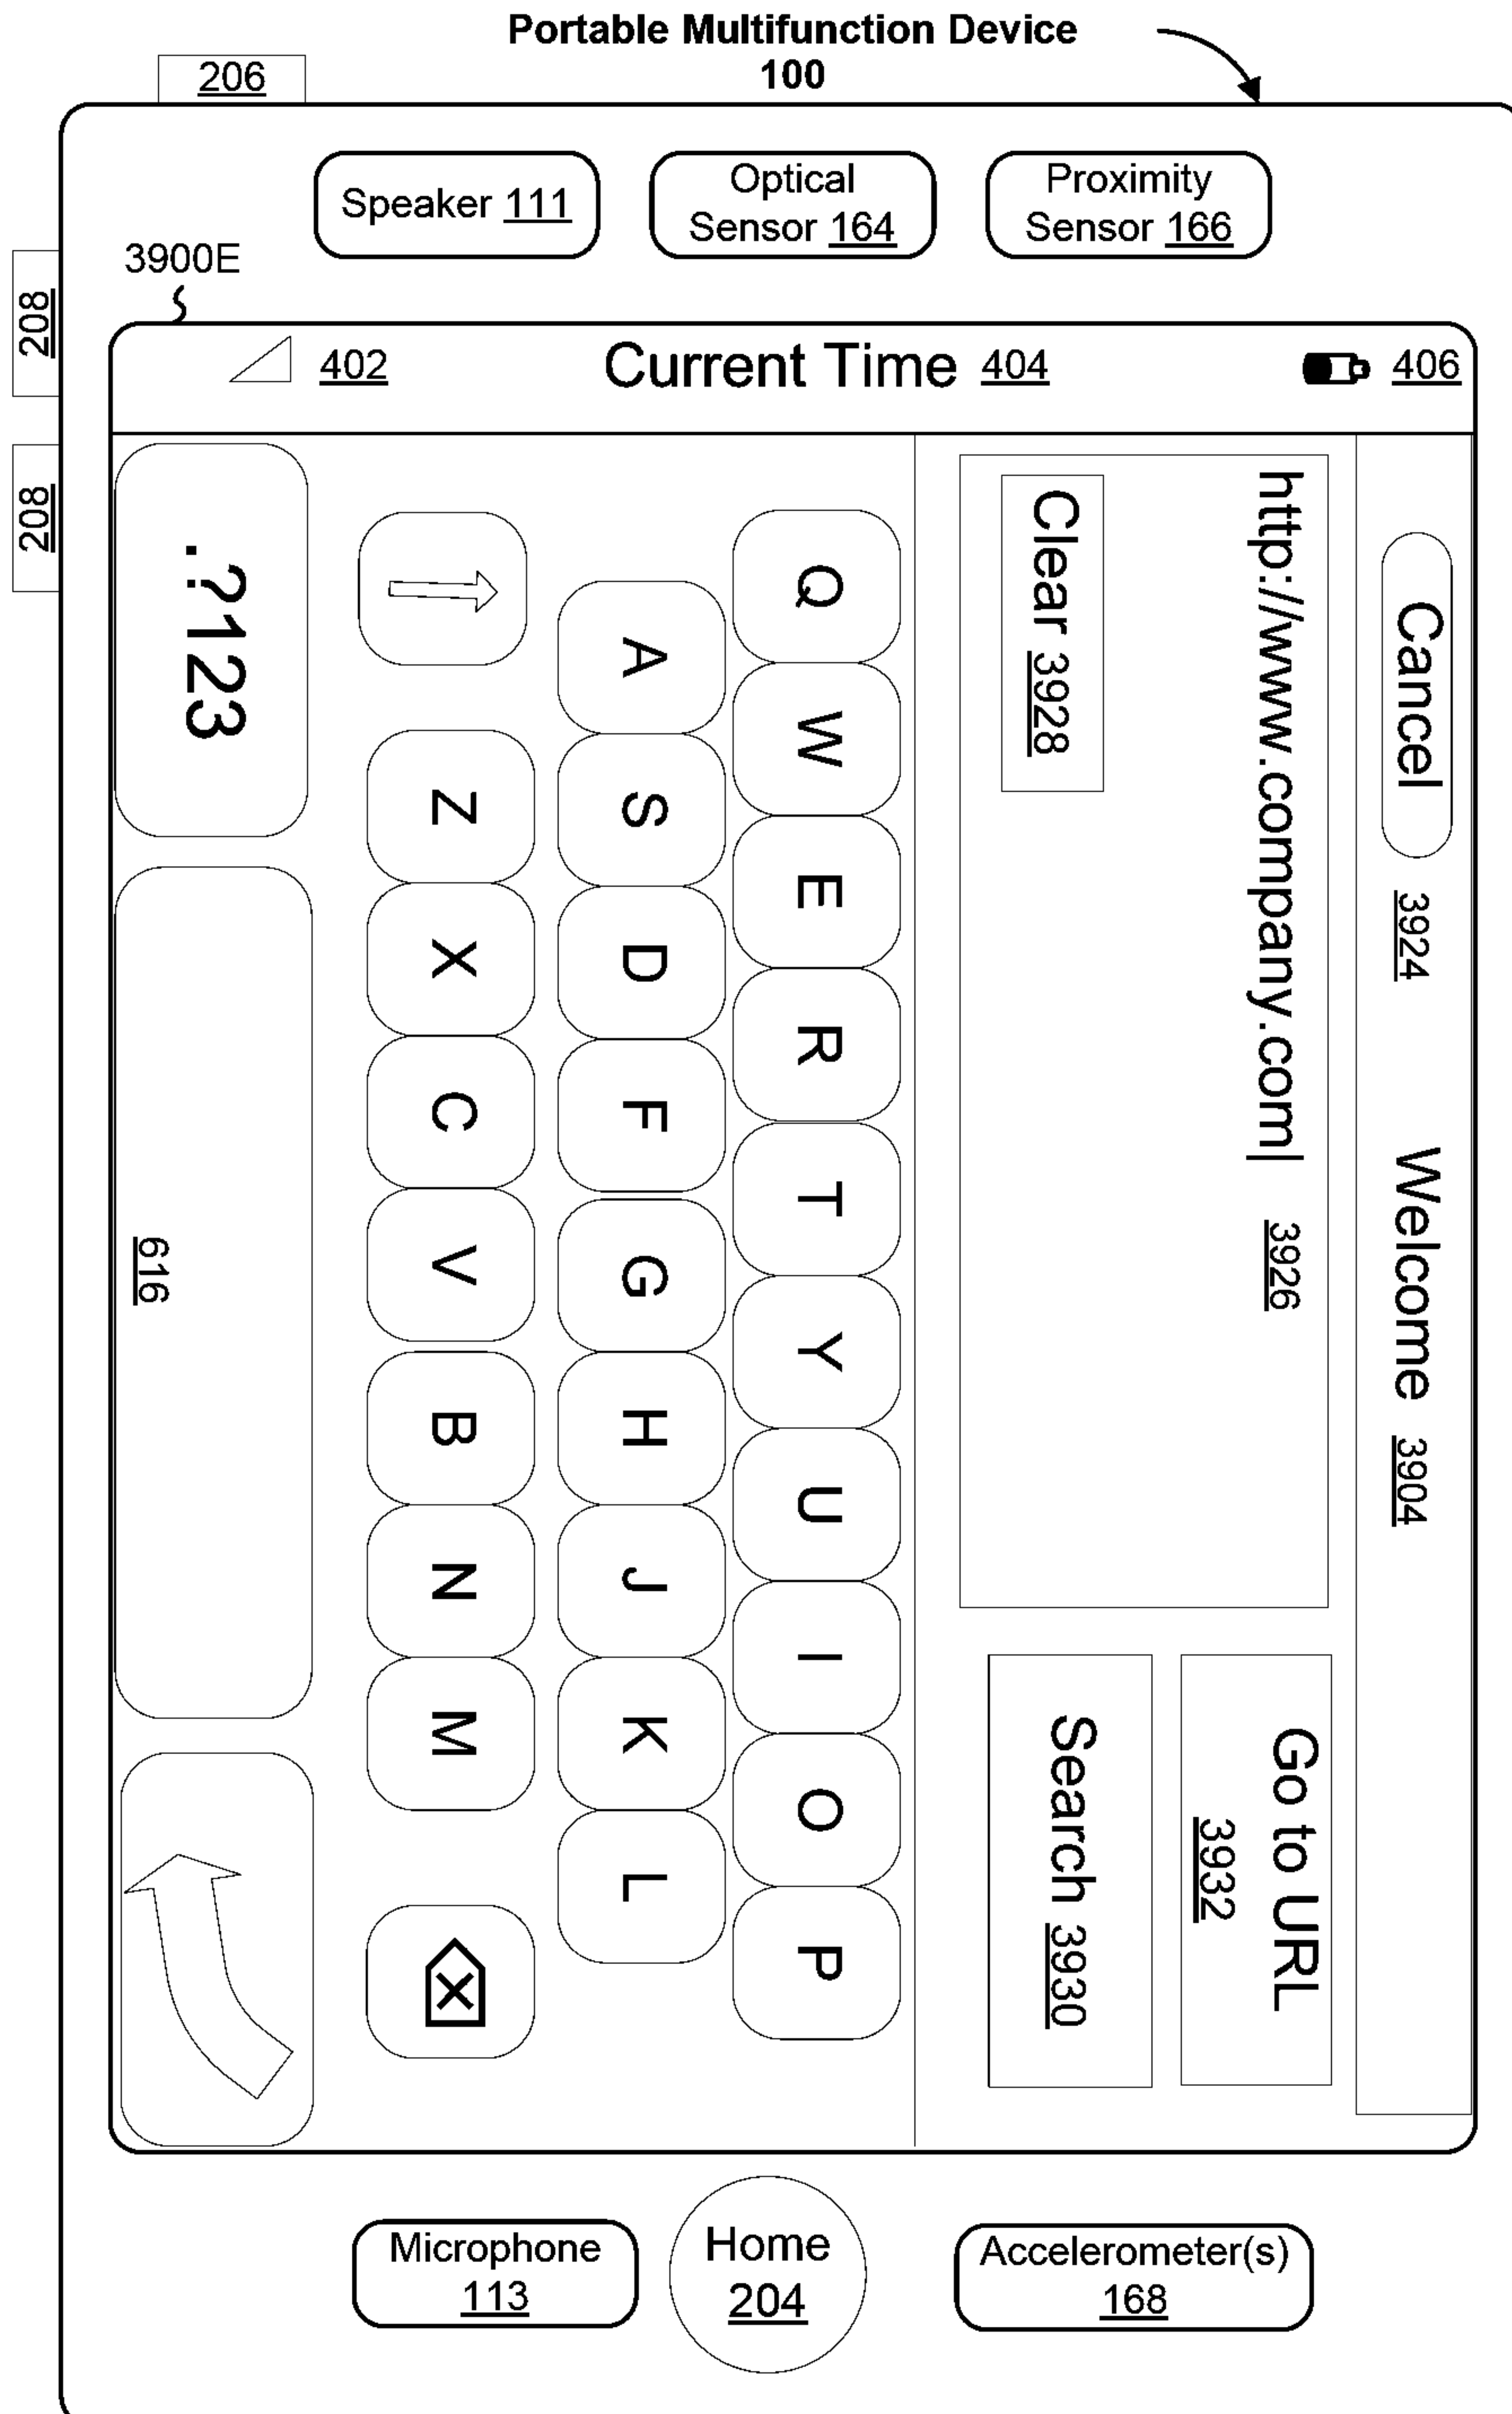 Portable Multifunction Device
100
206
Speaker 111
Optical
Sensor 164
Proximity
Sensor 166
3900E
208
208
402
Current Time 404
406
Cancel 3924
Welcome 3904
http://www.company.com| 3926
Clear 3928
Go to URL
3932
Search 3930
Q W E R T Y U I O P
A S D F G H J K L
Z X C V B N M
.?123
616
Microphone
113
Home
204
Accelerometer(s)
168